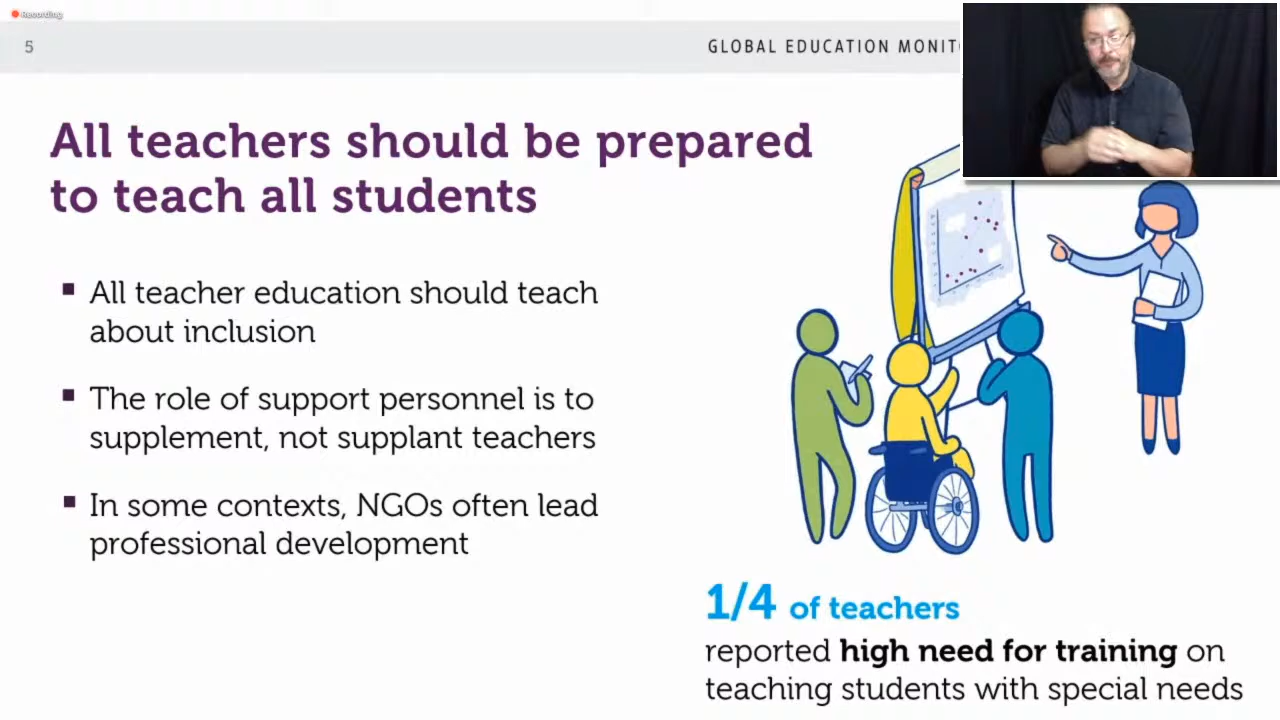 Recording
5
GLOBAL EDUCATION
All teachers should be prepared
to teach all students
All teacher education should teach
about inclusion
The role of support personnel is to
supplement, not supplant teachers
In some contexts, NGOs often lead
professional development
1/4 of teachers
reported high need for training on
teaching students with special needs